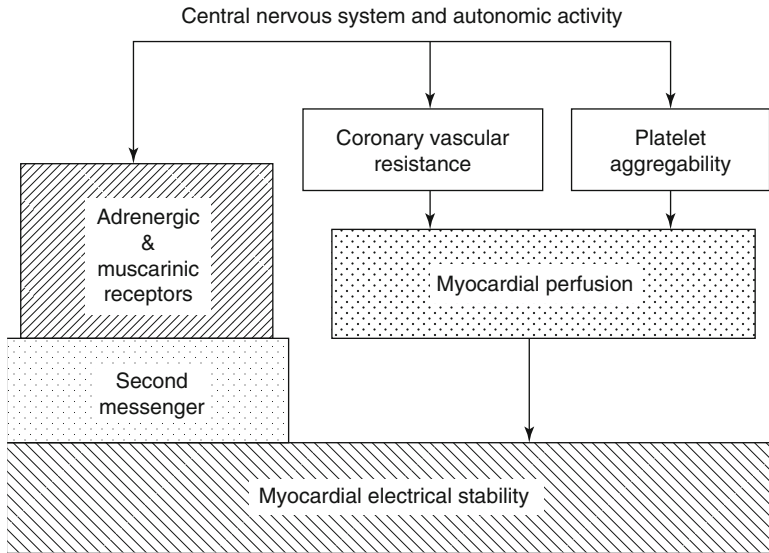 Central nervous system and autonomic activity
Coronary vascular
resistance
Platelet
aggregability
Adrenergic
&
muscarinic
receptors
Myocardial perfusion
Second
messenger
Myocardial electrical stability